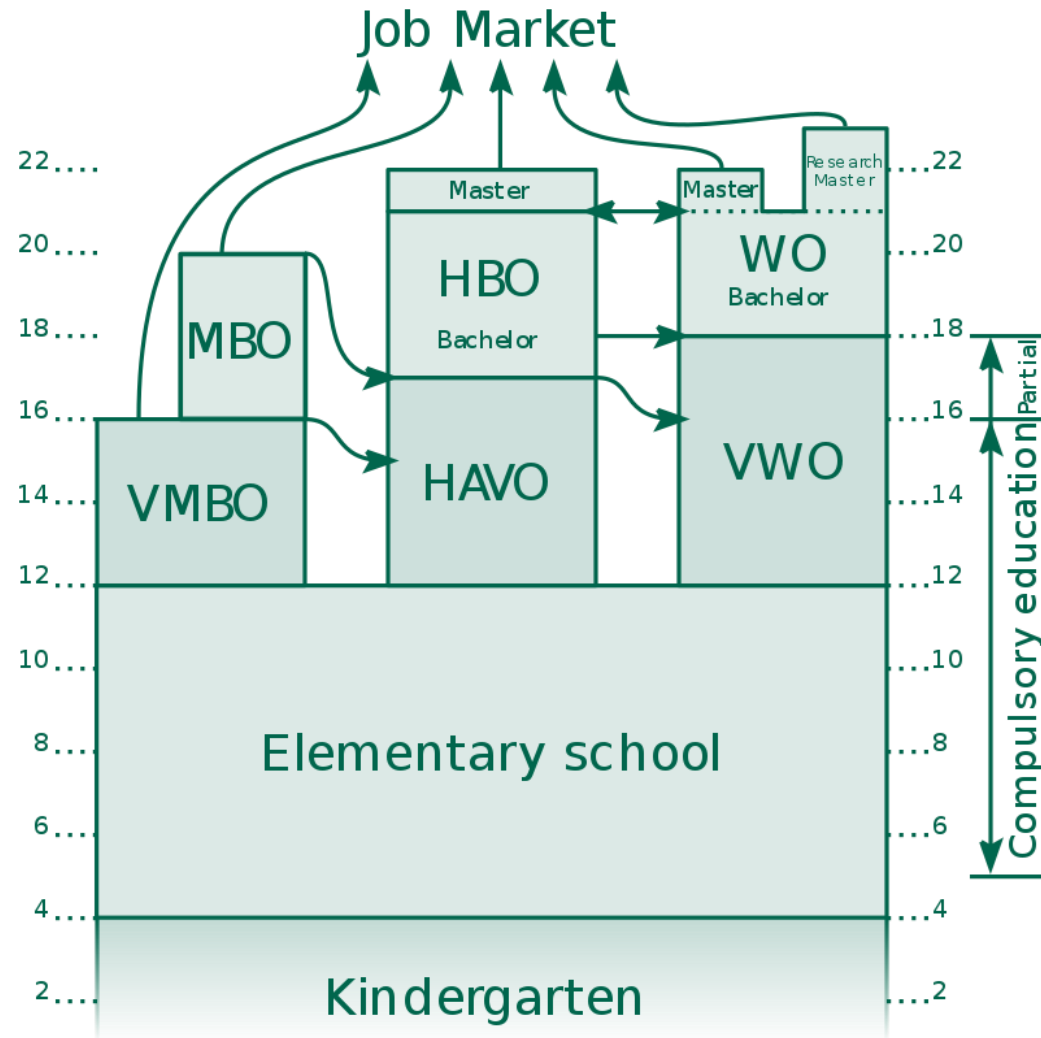 Job Market
22.... ....22
Research
Master
Master
Master
20.... ....20
WO
HBO
Bachelor
Bachelor
18.... ....18
MBO
Partial
16.... ....16
VWO
HAVO
VMBO
14.... ....14
12.... ....12
Compulsory education
10.... ....10
8.... ....8
Elementary school
6.... ....6
4.... ....4
2.... ....2
Kindergarten